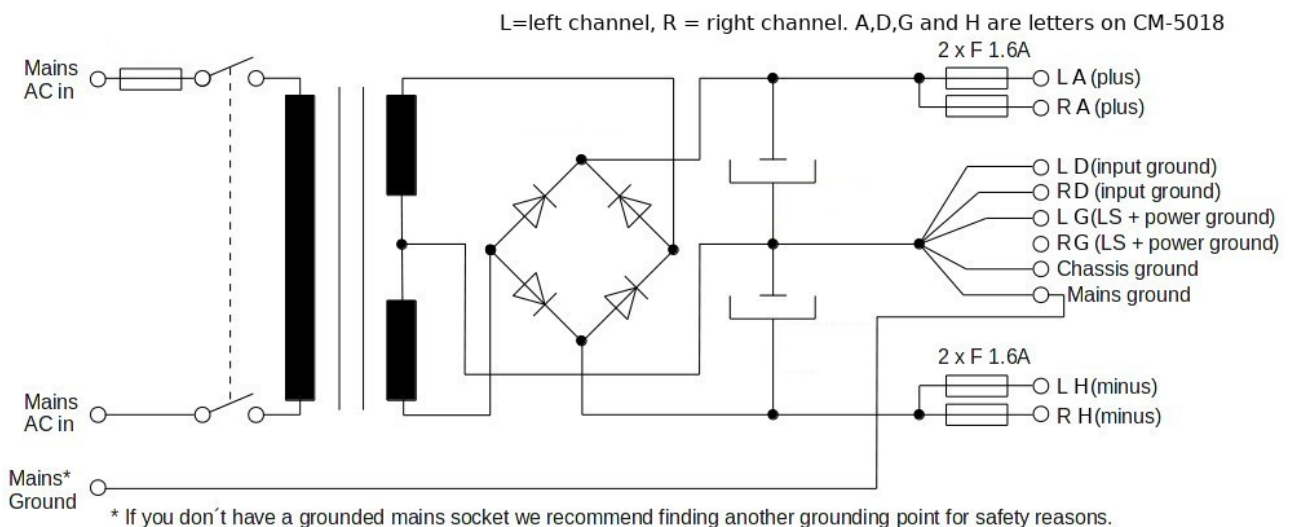 L=left channel, R = right channel. A,D,G and H are letters on CM-5018
2 x F 1.6A
Mains
AC in
L A (plus)
R A (plus)
L D(input ground)
R D (input ground)
L G(LS + power ground)
R G (LS + power ground)
Chassis ground
Mains ground
2 x F 1.6A
L H(minus)
R H(minus)
Mains
AC in
Mains*
Ground
* If you don´t have a grounded mains socket we recommend finding another grounding point for safety reasons.